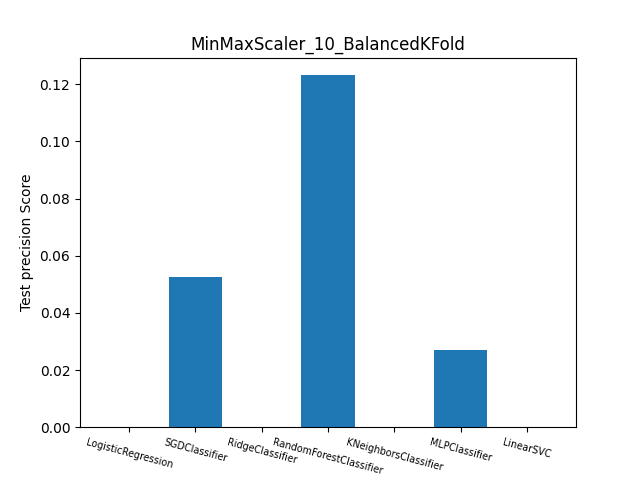 MinMaxScaler_10_BalancedKFold
Test precision Score
0.12
0.10
0.08
0.06
0.04
0.02
0.00
LogisticRegression
SGDClassifier
RidgeClassifier
RandomForestClassifier
KNeighborsClassifier
MLPClassifier
LinearSVC